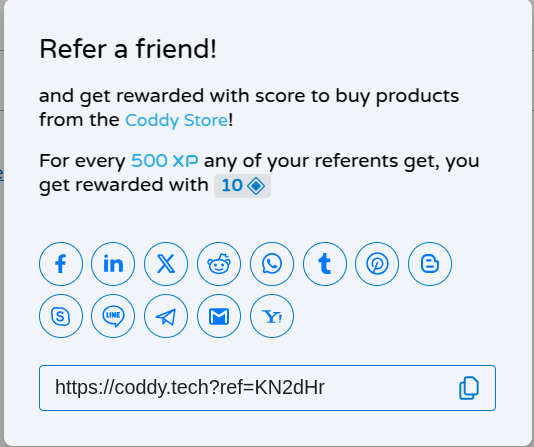 Refer a friend!
and get rewarded with score to buy products
from the Coddy Store!
For every 500 XP any of your referents get, you
get rewarded with 10
f in X t P B
S LINE M Y!
https://coddy.tech?ref=KN2dHr